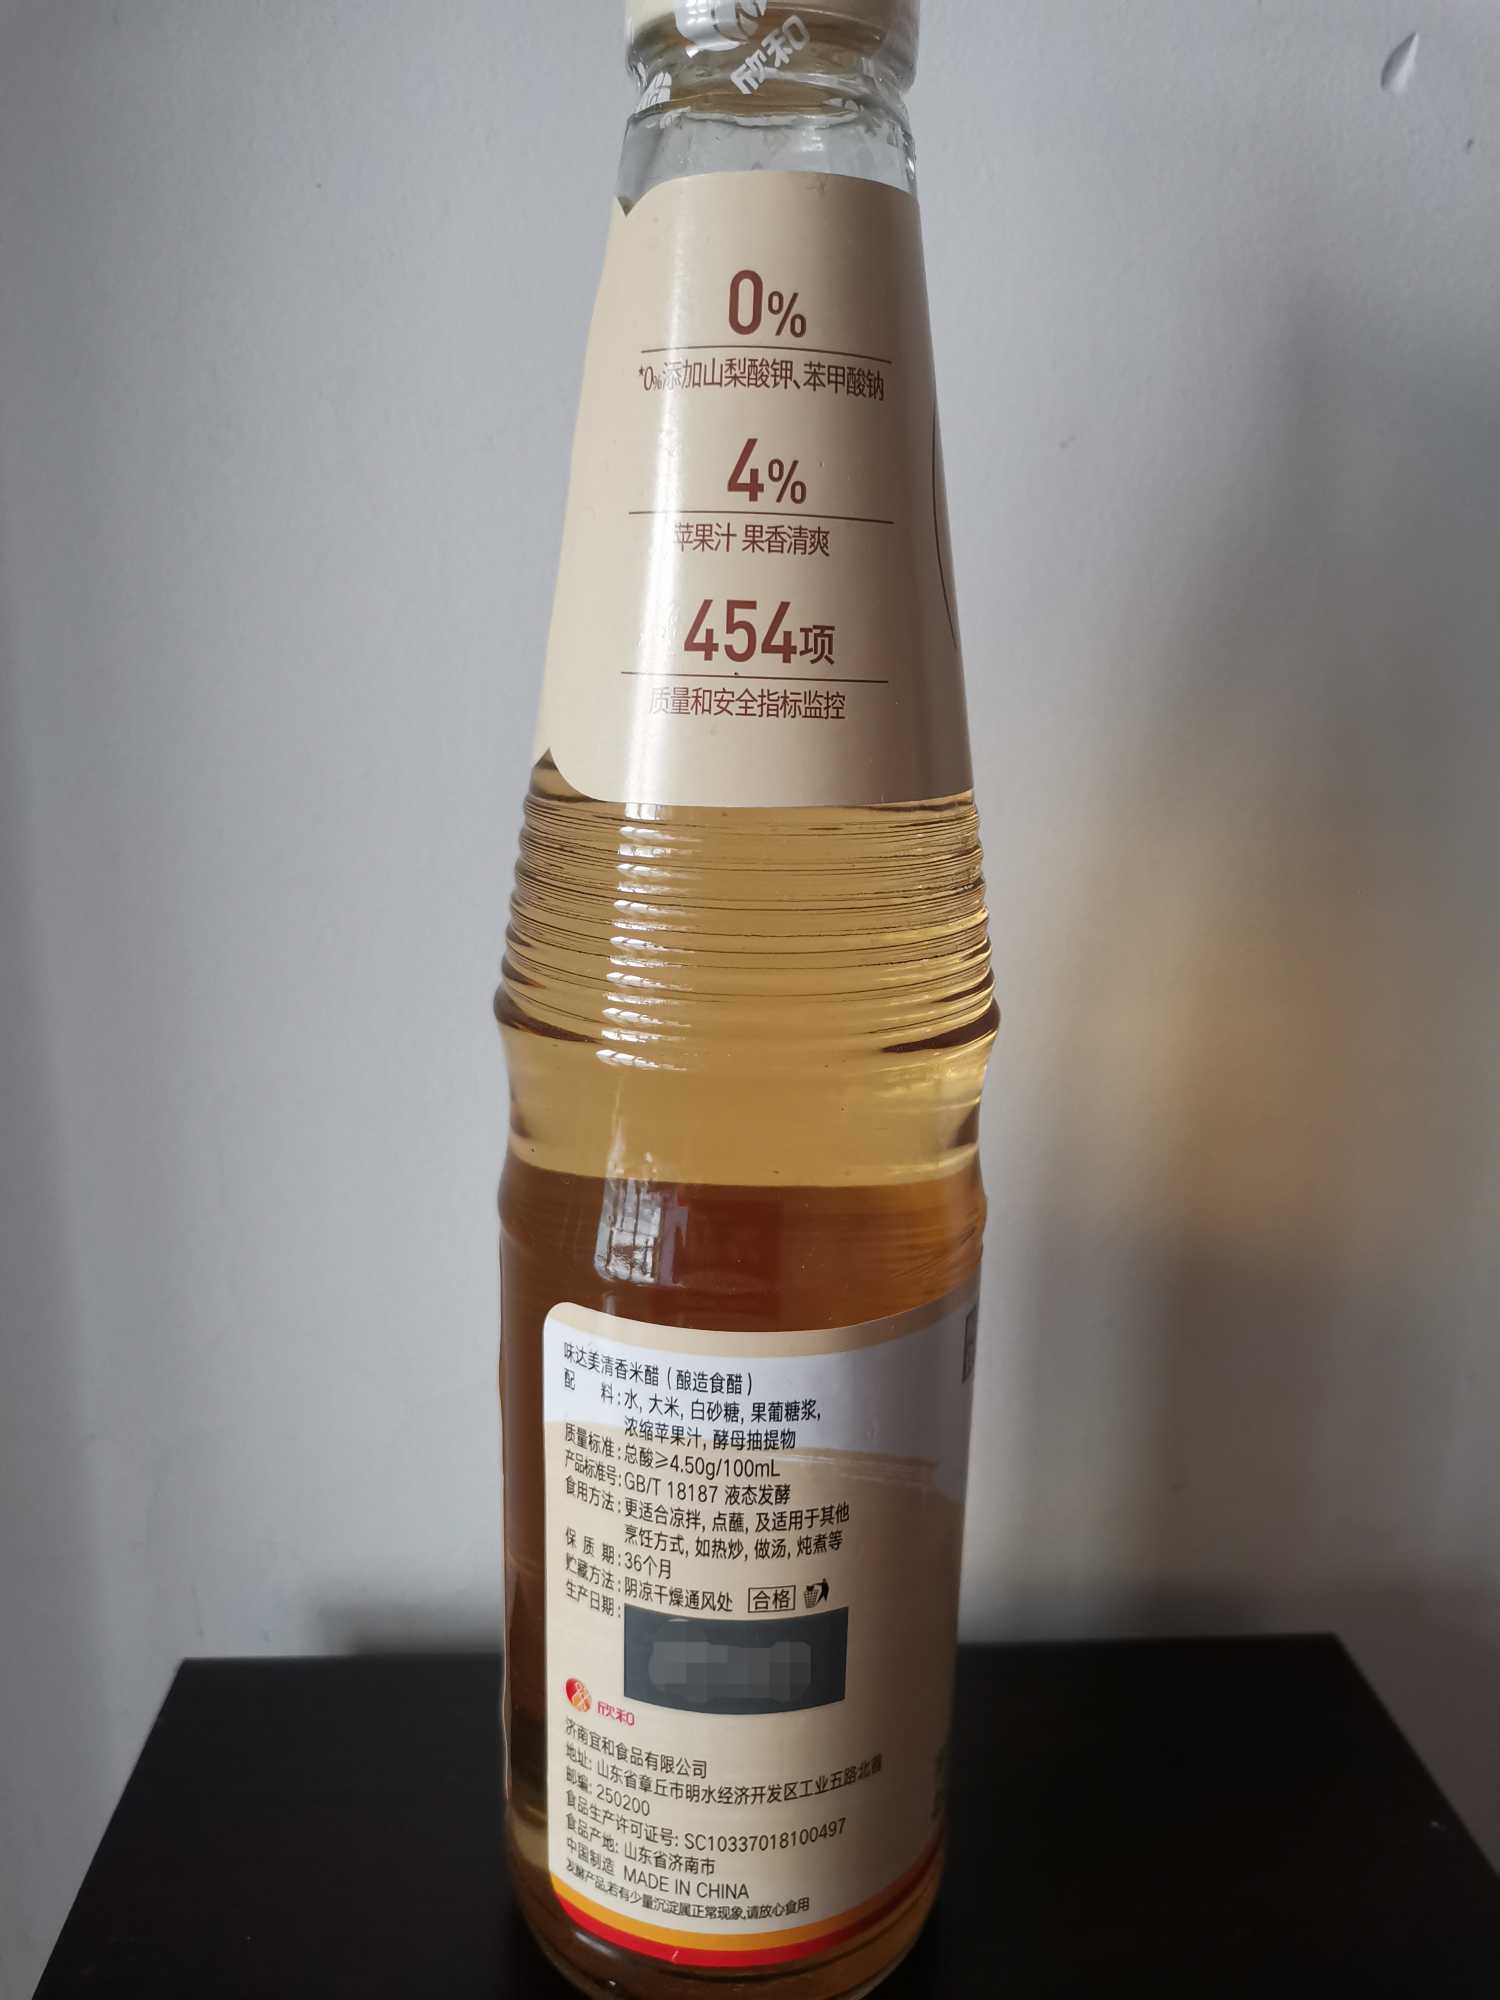 欣和
0%
*0%添加山梨酸钾、苯甲酸钠
4%
苹果汁 果香清爽
454项
质量和安全指标监控
味达美清香米醋(酿造食醋)
配 料:水, 大米, 白砂糖, 果葡糖浆,
浓缩苹果汁, 酵母抽提物
质量标准:总酸≥4.50g/100mL
产品标准号:GB/T 18187 液态发酵
食用方法:更适合凉拌, 点蘸, 及适用于其他
烹饪方式, 如热炒, 做汤, 炖煮等
保 质 期:36个月
贮藏方法:阴凉干燥通风处 合格
生产日期:
欣和
济南宜和食品有限公司
地址: 山东省章丘市明水经济开发区工业五路北首
邮编: 250200
食品生产许可证号: SC10337018100497
食品产地: 山东省济南市
中国制造 MADE IN CHINA
发酵产品,若有少量沉淀属正常现象,请放心食用